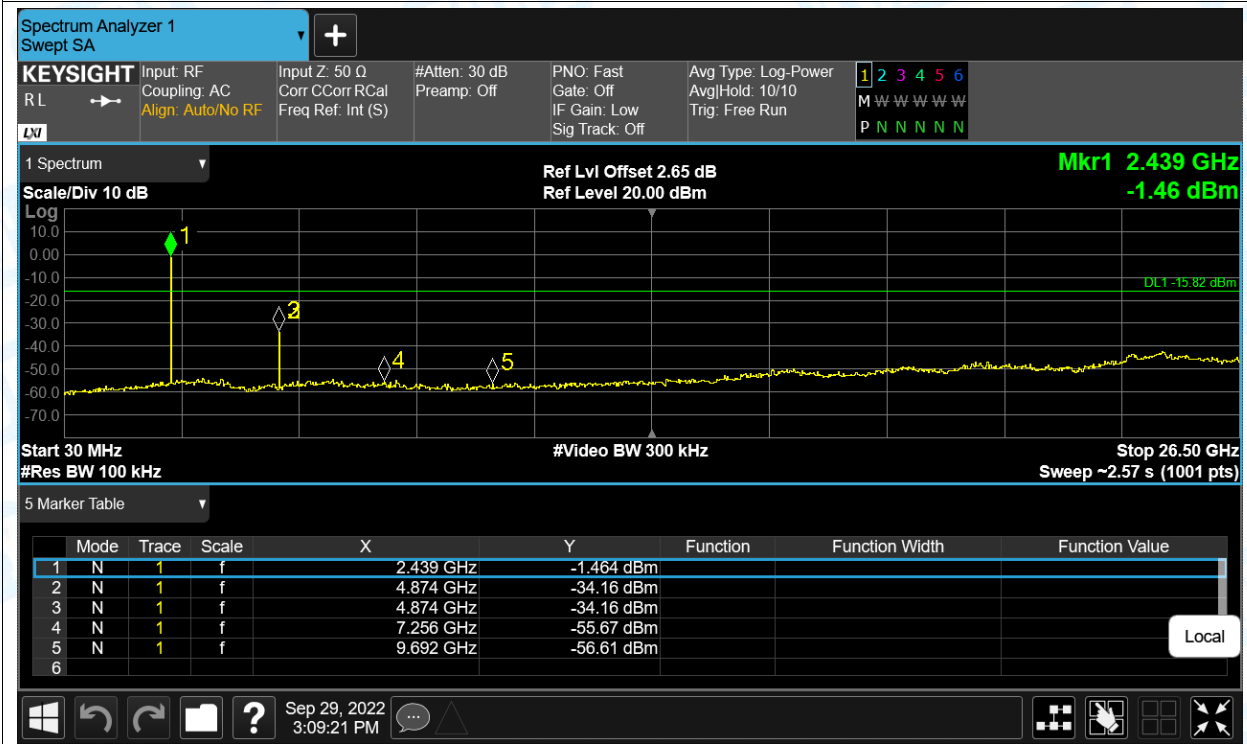 Spectrum Analyzer 1
Swept SA
KEYSIGHT
R L
LXI
Input: RF
Coupling: AC
Align: Auto/No RF
Input Z: 50 Ω
Corr CCorr RCal
Freq Ref: Int (S)
#Atten: 30 dB
Preamp: Off
PNO: Fast
Gate: Off
IF Gain: Low
Sig Track: Off
Avg Type: Log-Power
Avg|Hold: 10/10
Trig: Free Run
1 2 3 4 5 6
M W W W W W W
P N N N N N
1 Spectrum
Scale/Div 10 dB
Ref Lvl Offset 2.65 dB
Ref Level 20.00 dBm
Mkr1 2.439 GHz
-1.46 dBm
Log
10.0
0.00
-10.0
-20.0
-30.0
-40.0
-50.0
-60.0
-70.0
1
3
4
5
DL1 -15.82 dBm
Start 30 MHz
#Res BW 100 kHz
#Video BW 300 kHz
Stop 26.50 GHz
Sweep ~2.57 s (1001 pts)
5 Marker Table
Mode Trace Scale X Y Function Function Width Function Value
1 N 1 f 2.439 GHz -1.464 dBm
2 N 1 f 4.874 GHz -34.16 dBm
3 N 1 f 4.874 GHz -34.16 dBm
4 N 1 f 7.256 GHz -55.67 dBm
5 N 1 f 9.692 GHz -56.61 dBm
6
Local
?
Sep 29, 2022
3:09:21 PM